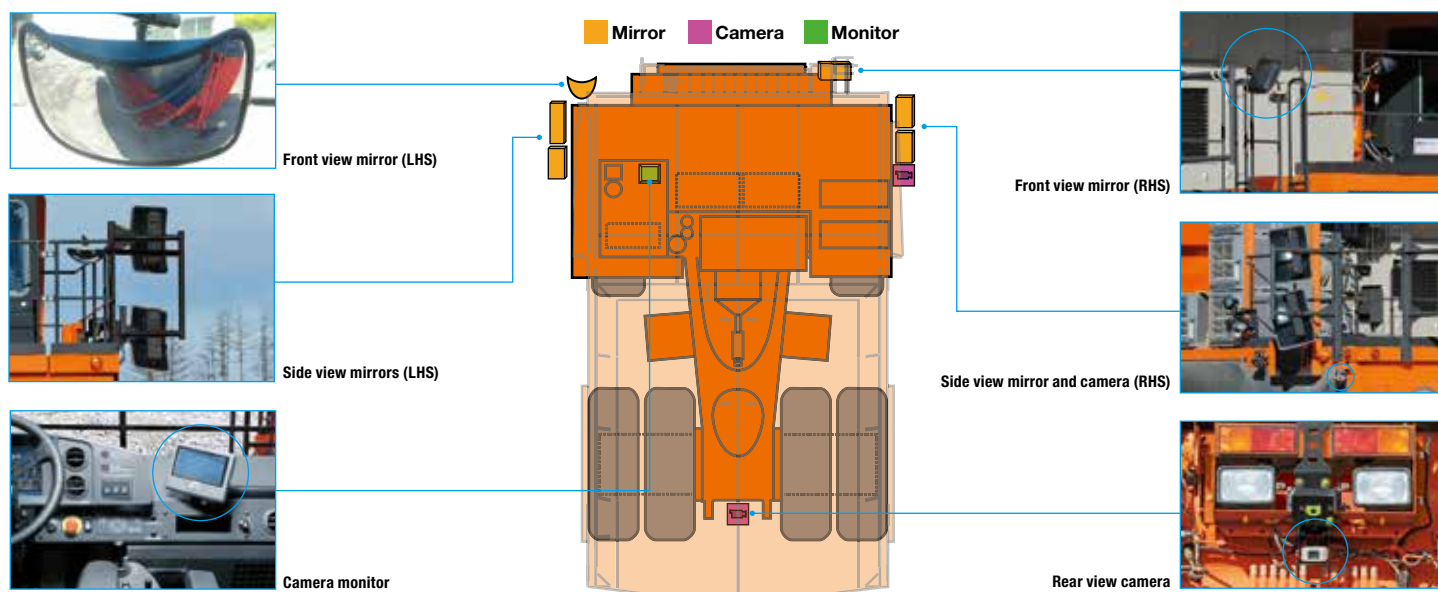 Mirror Camera Monitor
Front view mirror (LHS)
Front view mirror (RHS)
Side view mirrors (LHS)
Side view mirror and camera (RHS)
Camera monitor
Rear view camera